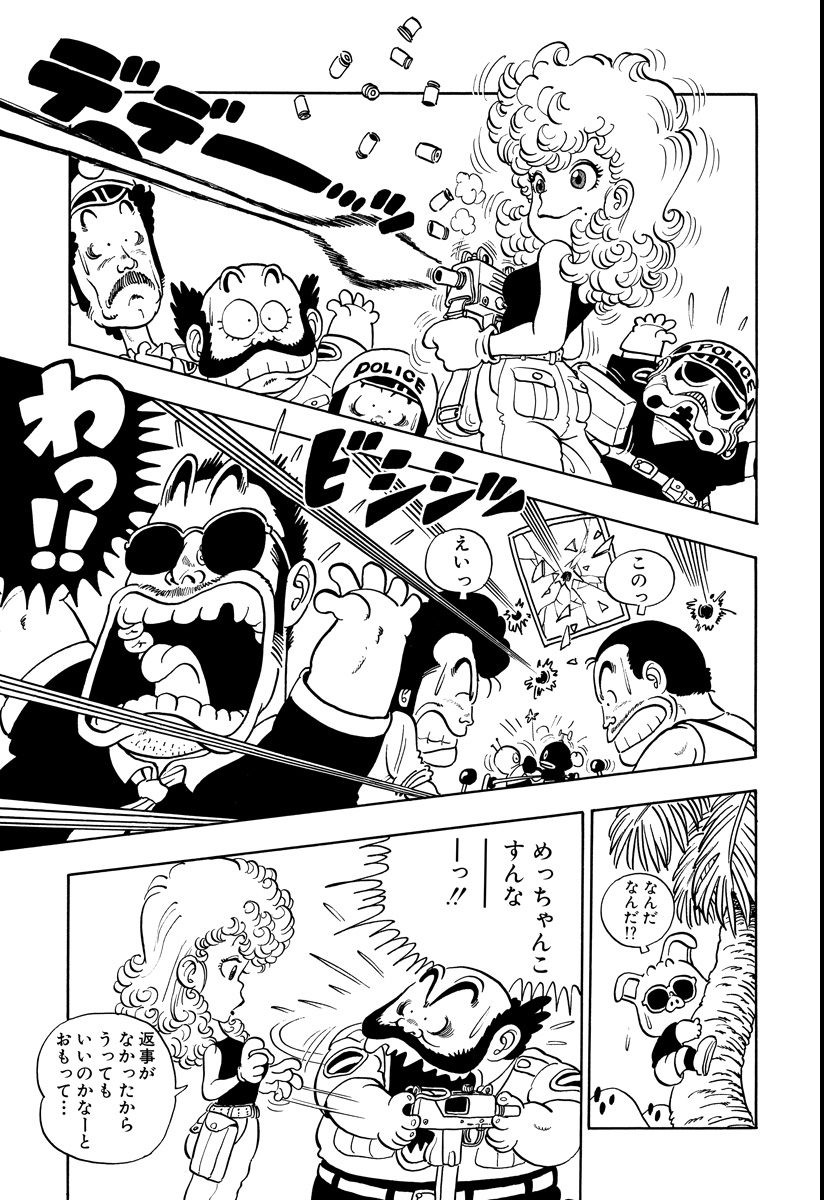 デデーッ
POLICE
POLICE
ビシシッ
このっ
えいっ
わっ!!
なんだ
なんだ!?
めっちゃんこ
すんな
ーっ!!
返事が
なかったから
うっても
いいのかなーと
おもって…